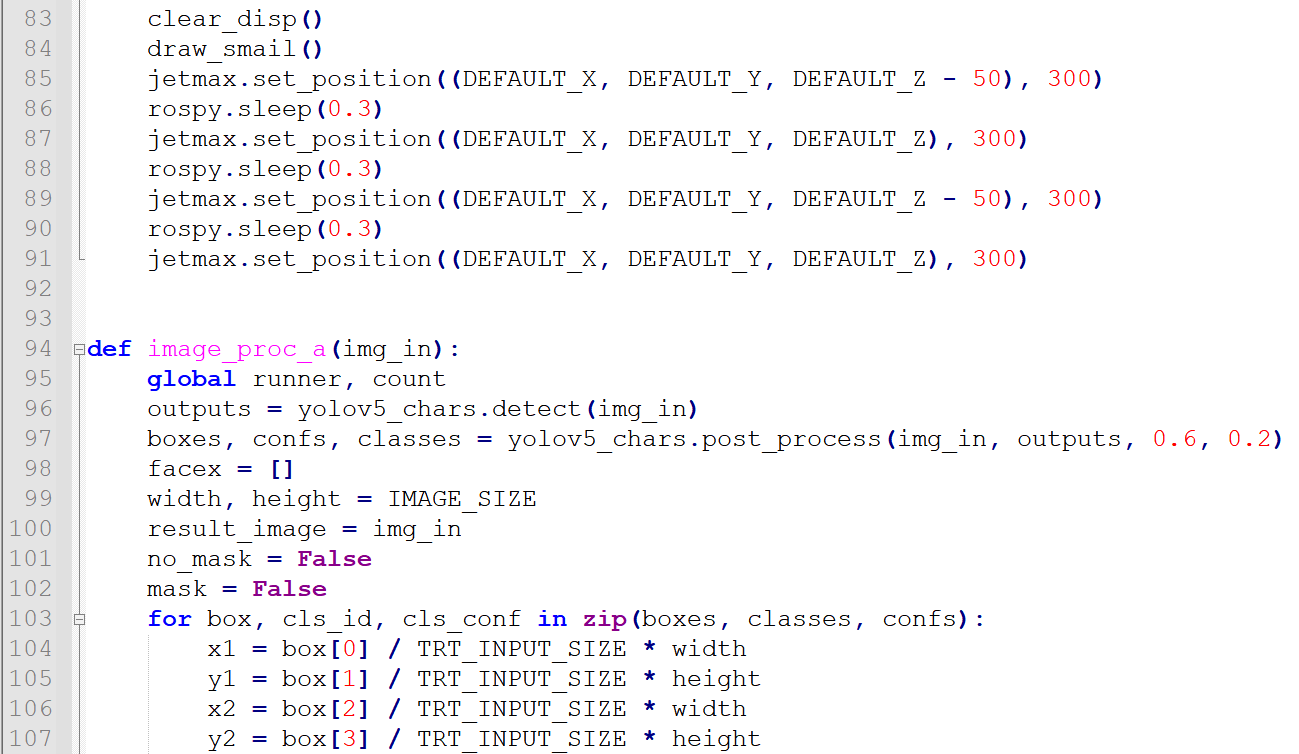 83 clear_disp()
84 draw_smail()
85 jetmax.set_position((DEFAULT_X, DEFAULT_Y, DEFAULT_Z - 50), 300)
86 rospy.sleep(0.3)
87 jetmax.set_position((DEFAULT_X, DEFAULT_Y, DEFAULT_Z), 300)
88 rospy.sleep(0.3)
89 jetmax.set_position((DEFAULT_X, DEFAULT_Y, DEFAULT_Z - 50), 300)
90 rospy.sleep(0.3)
91 jetmax.set_position((DEFAULT_X, DEFAULT_Y, DEFAULT_Z), 300)
92
93
94 def image_proc_a(img_in):
95 global runner, count
96 outputs = yolov5_chars.detect(img_in)
97 boxes, confs, classes = yolov5_chars.post_process(img_in, outputs, 0.6, 0.2)
98 facex = []
99 width, height = IMAGE_SIZE
100 result_image = img_in
101 no_mask = False
102 mask = False
103 for box, cls_id, cls_conf in zip(boxes, classes, confs):
104 x1 = box[0] / TRT_INPUT_SIZE * width
105 y1 = box[1] / TRT_INPUT_SIZE * height
106 x2 = box[2] / TRT_INPUT_SIZE * width
107 y2 = box[3] / TRT_INPUT_SIZE * height